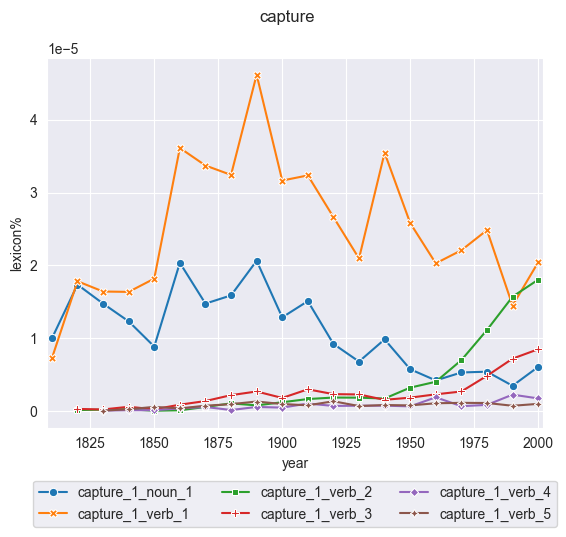 capture
1e−5
4
3
2
1
0
lexicon%
1825 1850 1875 1900 1925 1950 1975 2000
year
capture_1_noun_1 capture_1_verb_2 capture_1_verb_4
capture_1_verb_1 capture_1_verb_3 capture_1_verb_5